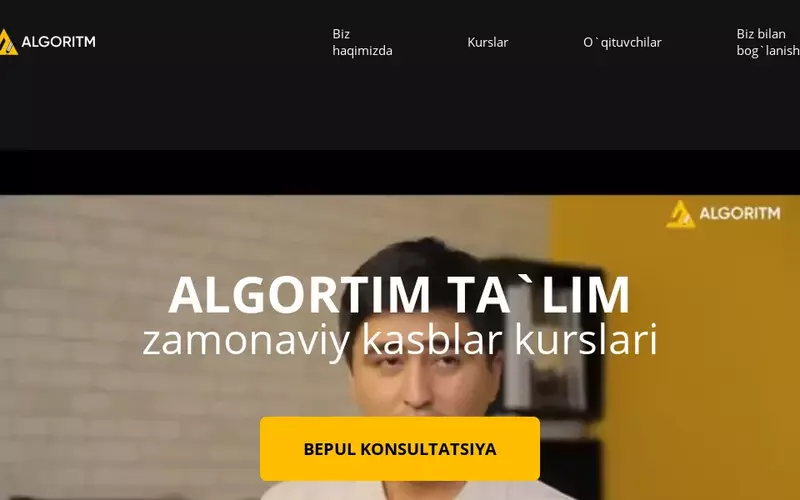 ALGORITM
Biz
haqimizda
Kurslar
O`qituvchilar
Biz bilan
bog`lanish
ALGORITM
ALGORTIM TA`LIM
zamonaviy kasblar kurslari
BEPUL KONSULTATSIYA